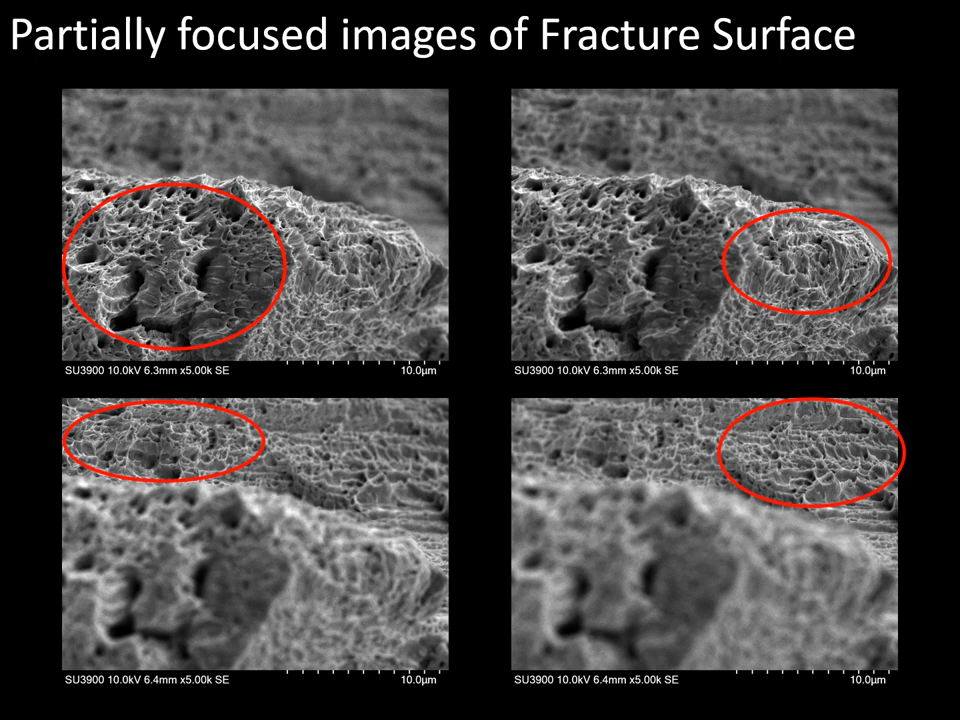 Partially focused images of Fracture Surface
SU3900 10.0kV 6.3mm x5.00k SE 10.0µm
SU3900 10.0kV 6.3mm x5.00k SE 10.0µm
SU3900 10.0kV 6.4mm x5.00k SE 10.0µm
SU3900 10.0kV 6.4mm x5.00k SE 10.0µm